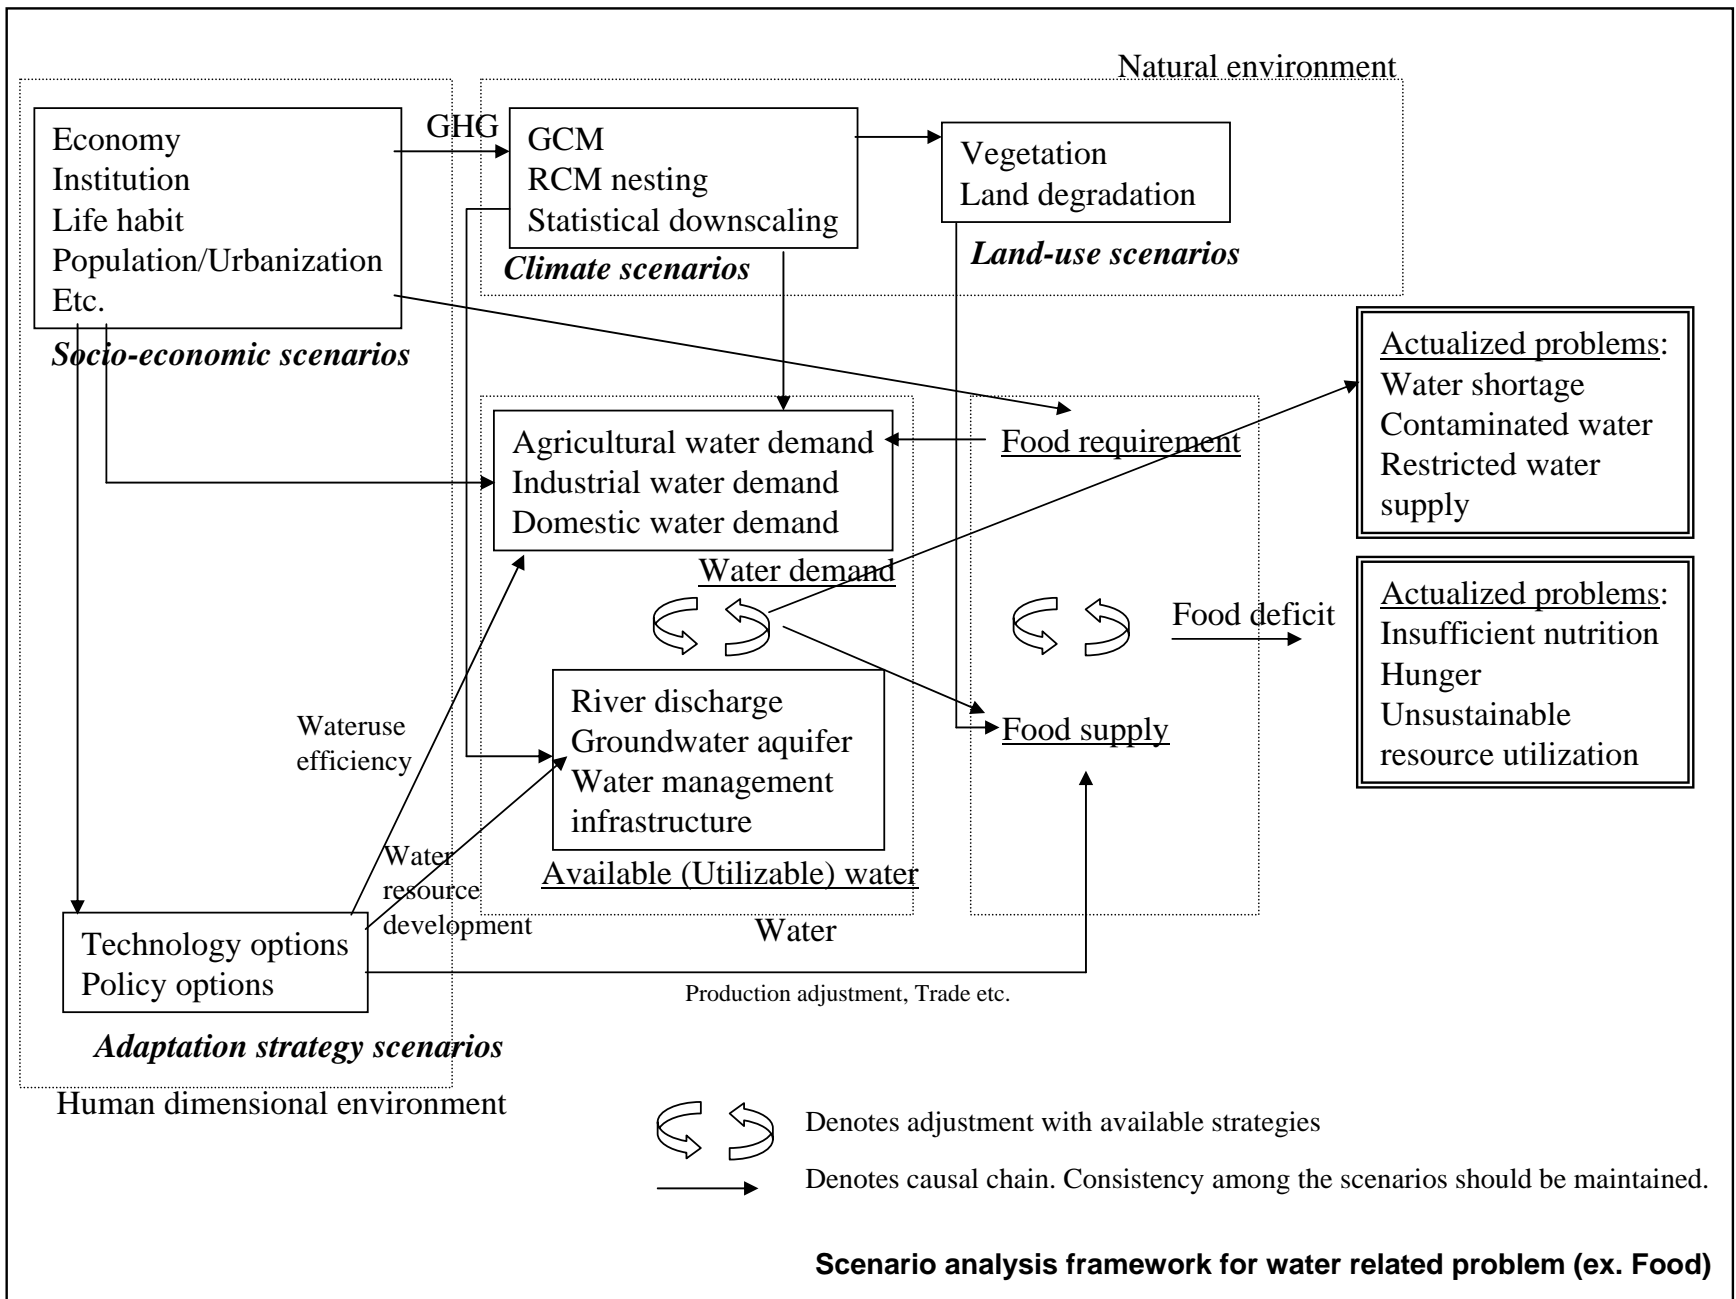 Natural environment
Economy
Institution
Life habit
Population/Urbanization
Etc.
Socio-economic scenarios
GHG
GCM
RCM nesting
Statistical downscaling
Climate scenarios
Vegetation
Land degradation
Land-use scenarios
Actualized problems:
Water shortage
Contaminated water
Restricted water
supply
Agricultural water demand
Industrial water demand
Domestic water demand
Water demand
Food requirement
Food deficit
Actualized problems:
Insufficient nutrition
Hunger
Unsustainable
resource utilization
River discharge
Groundwater aquifer
Water management
infrastructure
Available (Utilizable) water
Water
Food supply
Wateruse
efficiency
Water
resource
development
Technology options
Policy options
Adaptation strategy scenarios
Production adjustment, Trade etc.
Human dimensional environment
Denotes adjustment with available strategies
Denotes causal chain. Consistency among the scenarios should be maintained.
Scenario analysis framework for water related problem (ex. Food)